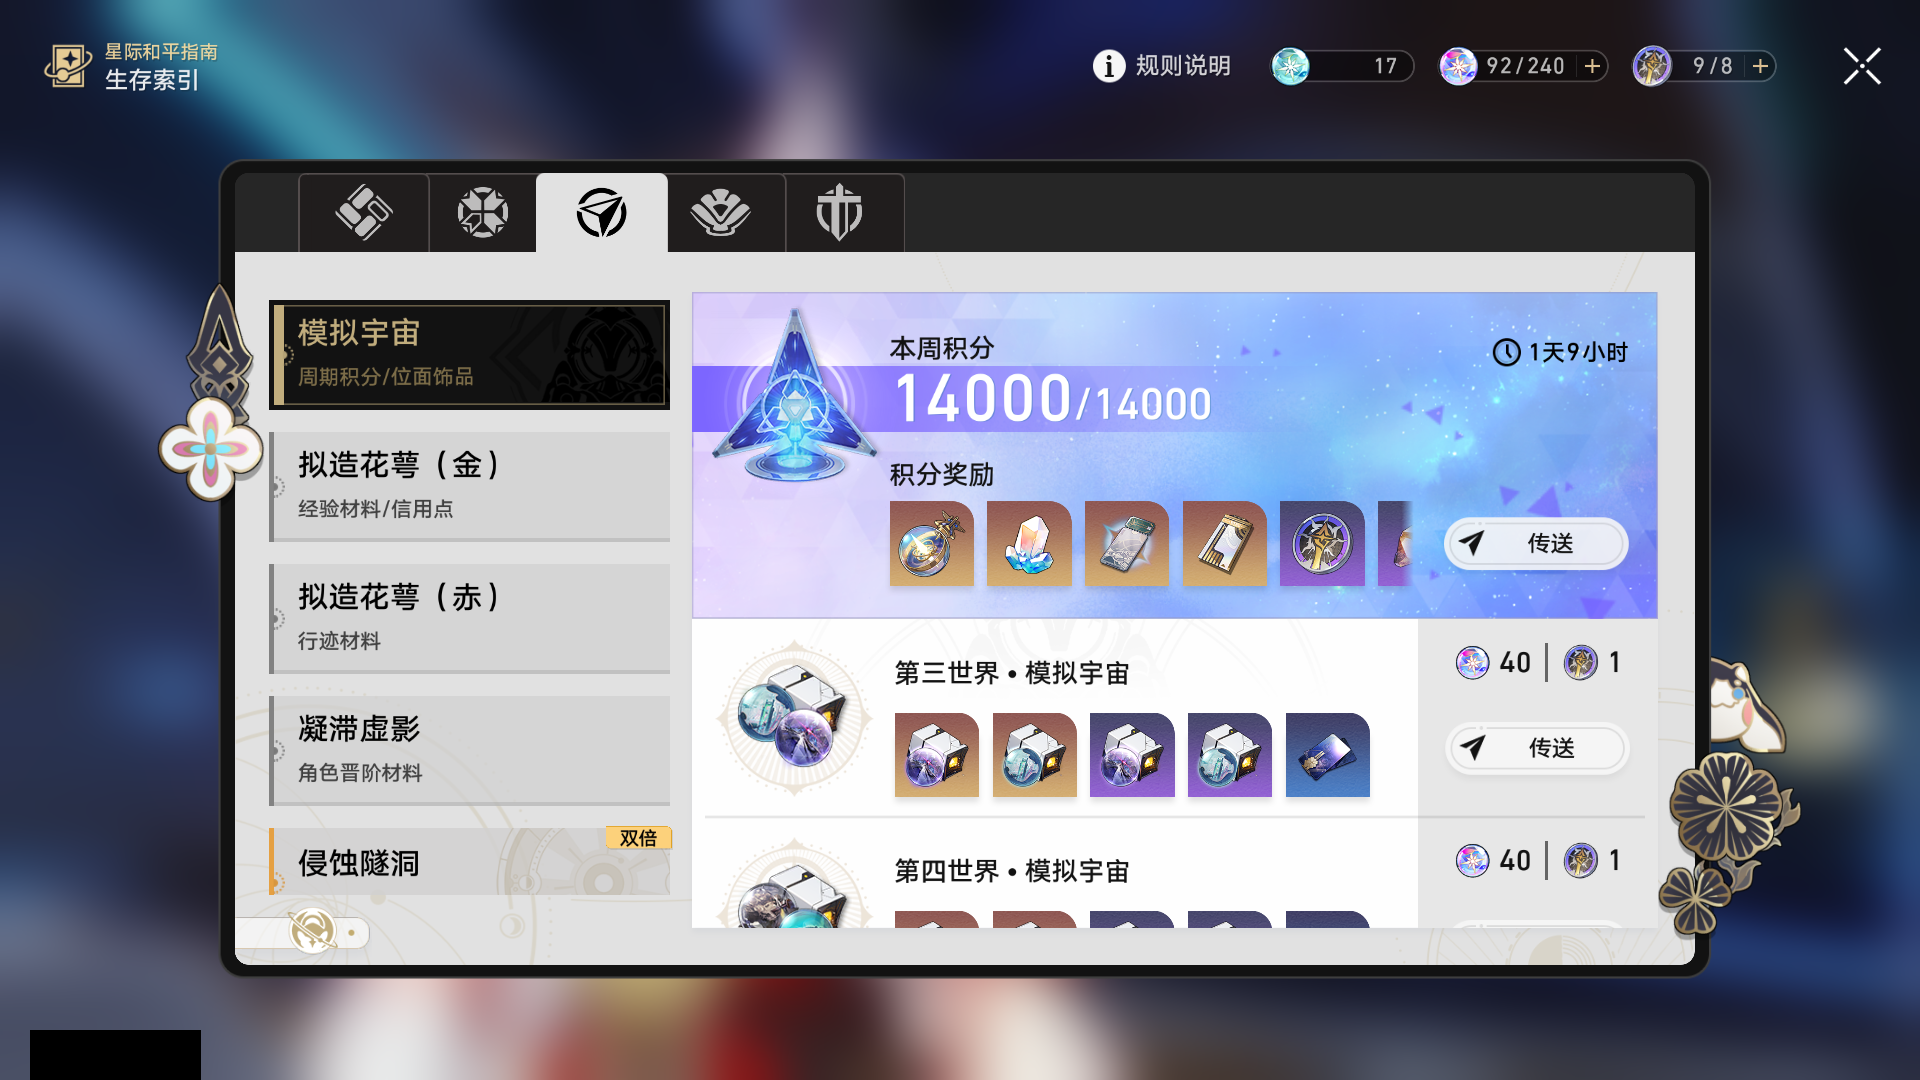 星际和平指南
生存索引
规则说明
17
92/240
9/8
模拟宇宙
周期积分/位面饰品
拟造花萼（金）
经验材料/信用点
拟造花萼（赤）
行迹材料
凝滞虚影
角色晋阶材料
双倍
侵蚀隧洞
本周积分
1天9小时
14000/14000
积分奖励
传送
第三世界•模拟宇宙
40
1
传送
第四世界•模拟宇宙
40
1